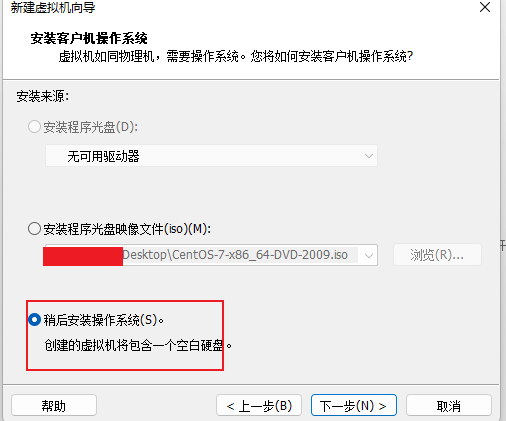 新建虚拟机向导
安装客户机操作系统
虚拟机如同物理机，需要操作系统。您将如何安装客户机操作系统?
安装来源:
安装程序光盘(D):
无可用驱动器
安装程序光盘映像文件(iso)(M):
Desktop\CentOS-7-x86_64-DVD-2009.iso
浏览(R)...
稍后安装操作系统(S)。
创建的虚拟机将包含一个空白硬盘。
帮助
< 上一步(B)
下一步(N) >
取消